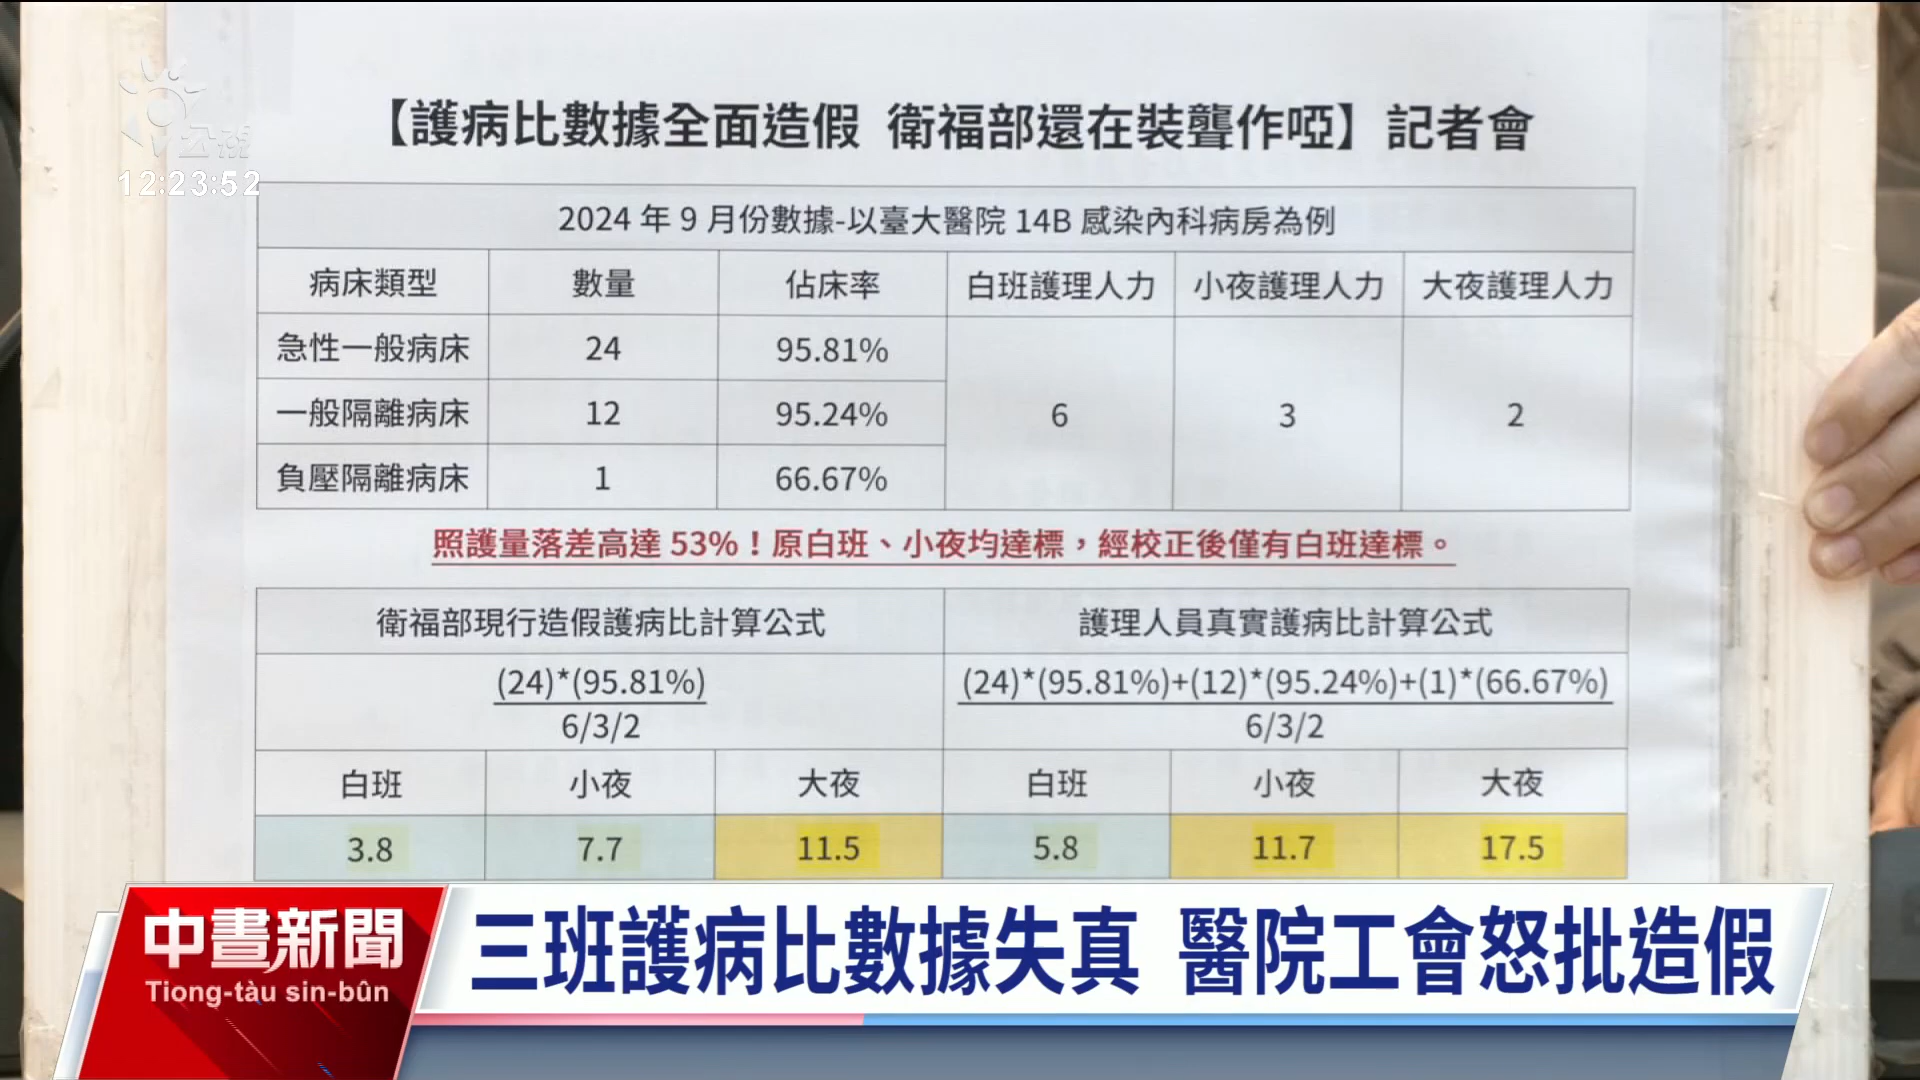 公視
12:23:52
【護病比數據全面造假 衛福部還在裝聾作啞】記者會
2024 年 9 月份數據-以臺大醫院 14B 感染內科病房為例
病床類型 數量 佔床率 白班護理人力 小夜護理人力 大夜護理人力
急性一般病床 24 95.81%
一般隔離病床 12 95.24% 6 3 2
負壓隔離病床 1 66.67%
照護量落差高達 53%！原白班、小夜均達標，經校正後僅有白班達標。
衛福部現行造假護病比計算公式 護理人員真實護病比計算公式
(24)*(95.81%) (24)*(95.81%)+(12)*(95.24%)+(1)*(66.67%)
6/3/2 6/3/2
白班 小夜 大夜 白班 小夜 大夜
3.8 7.7 11.5 5.8 11.7 17.5
中晝新聞 三班護病比數據失真 醫院工會怒批造假
Tiong-tàu sin-bûn